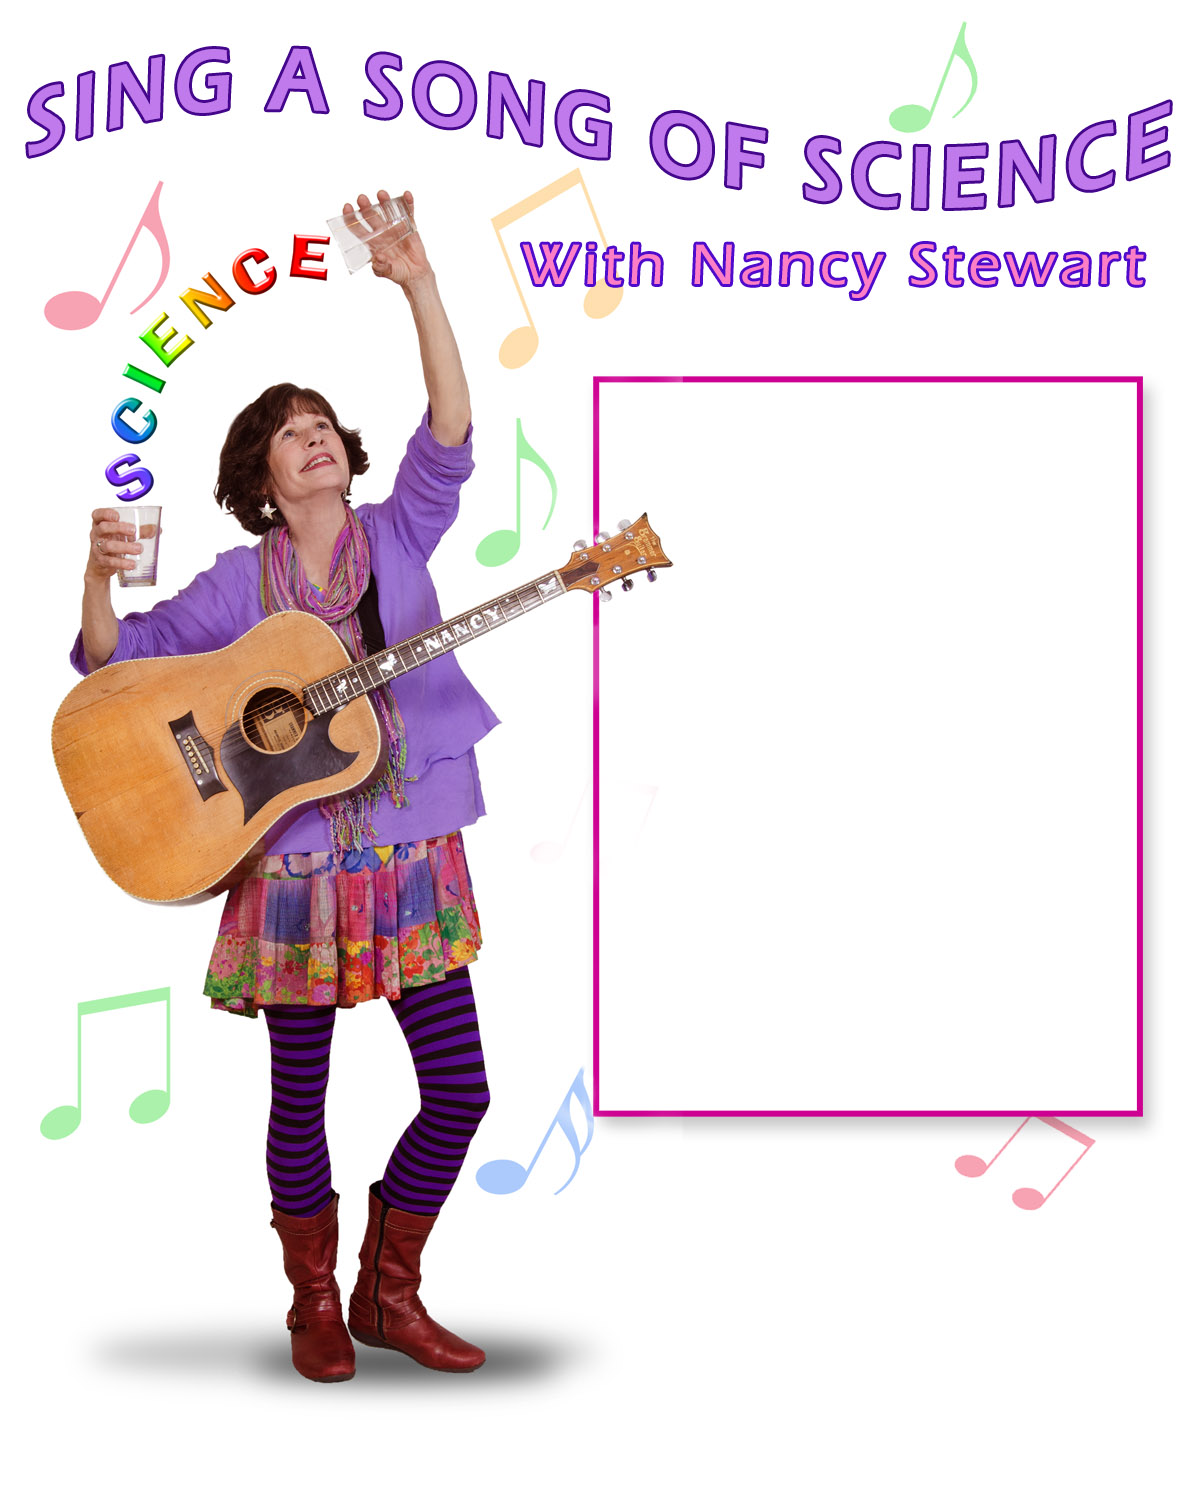 SING A SONG OF SCIENCE
With Nancy Stewart
SCIENCE
NANCY